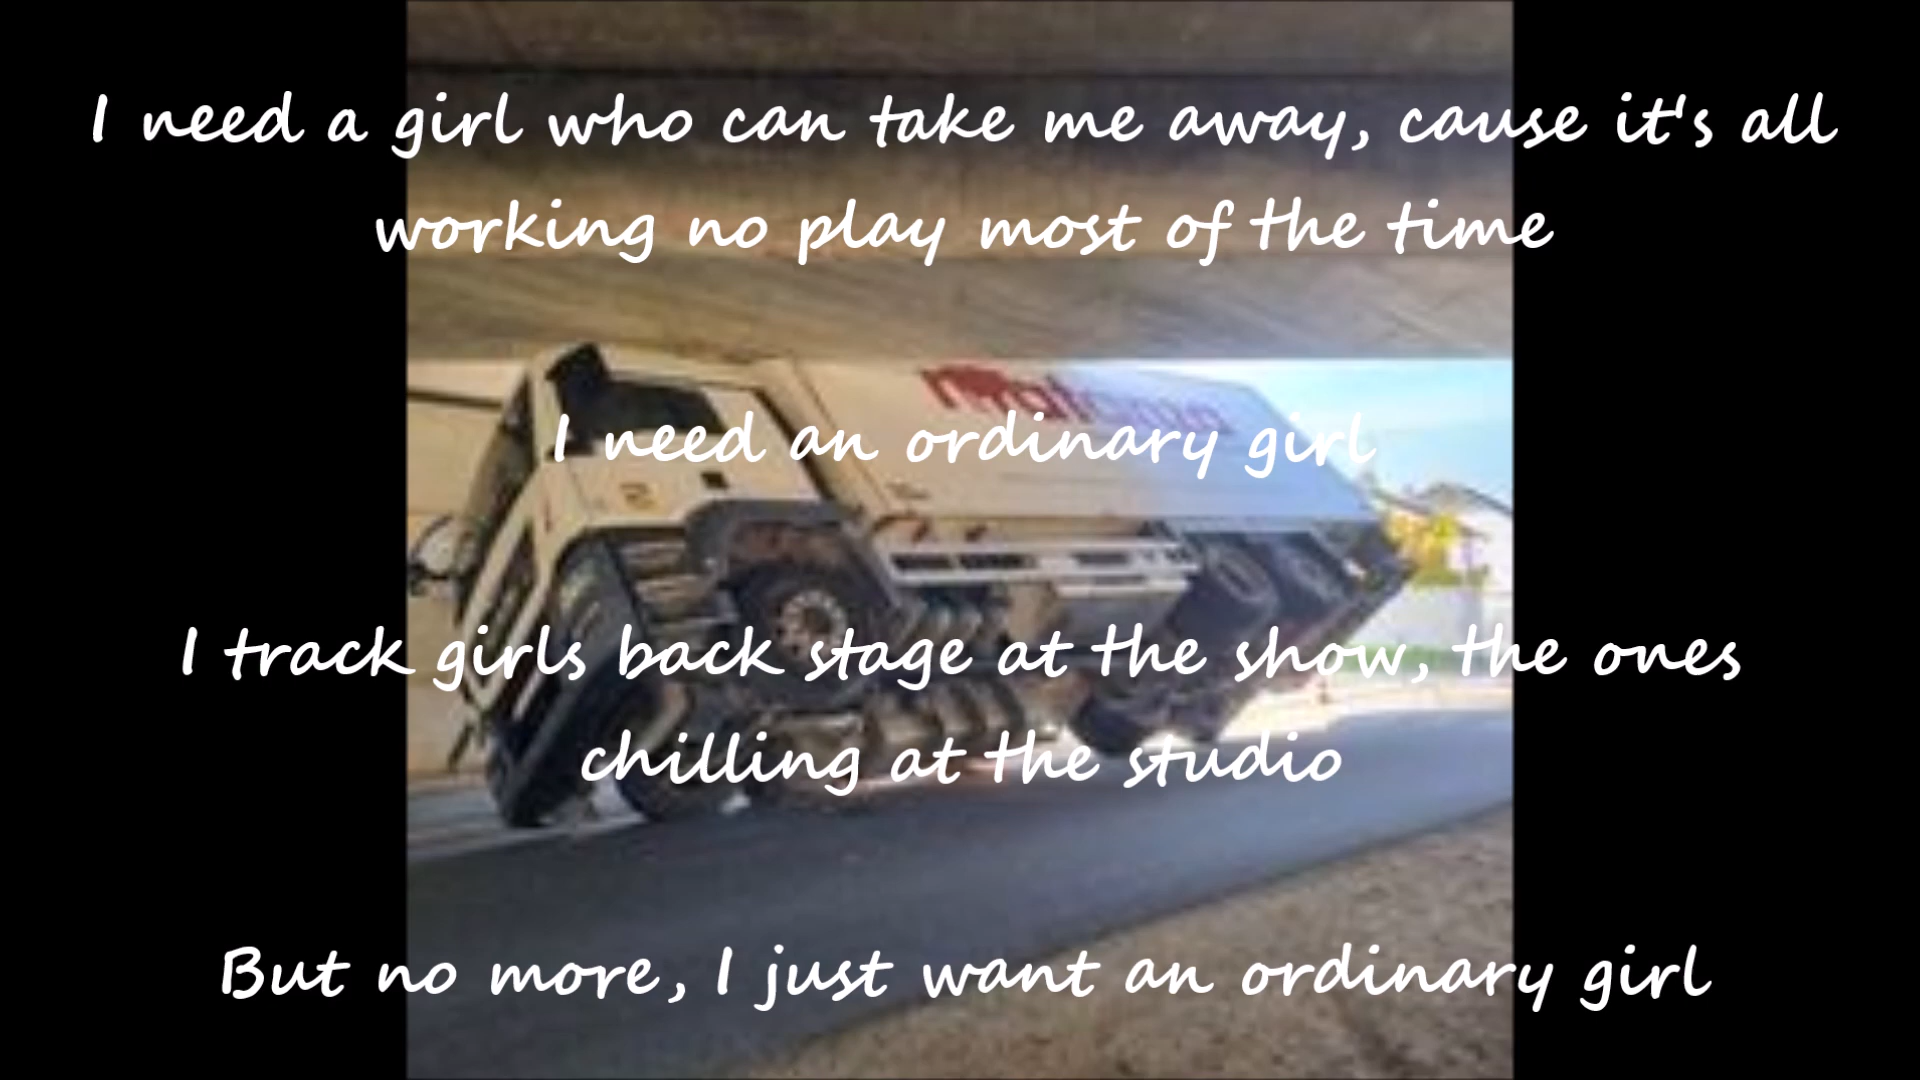 I need a girl who can take me away, cause it's all
working no play most of the time
I need an ordinary girl
I track girls back stage at the show, the ones
chilling at the studio
But no more, I just want an ordinary girl